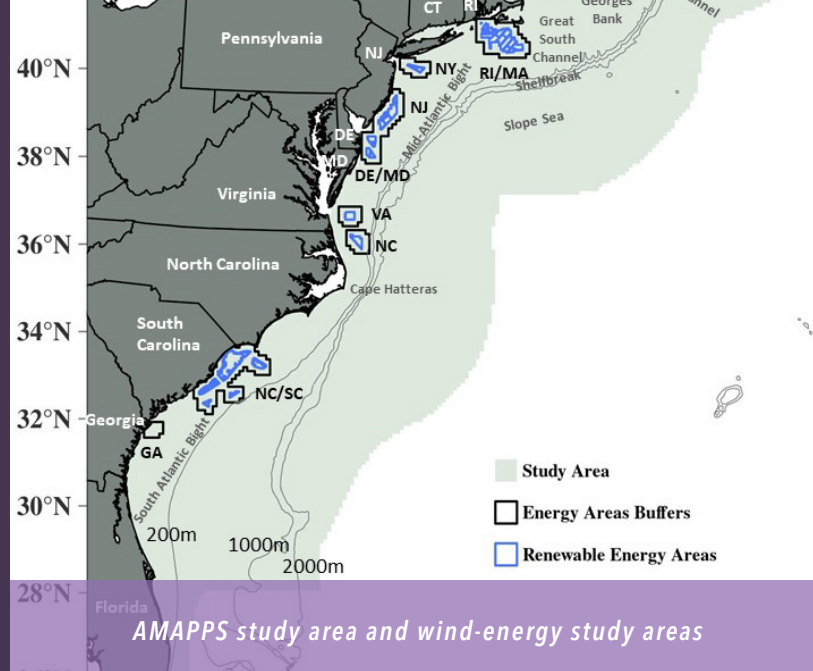 CT
RI
Georges
Bank
Great
South
Channel
Pennsylvania
NJ
40°N
NY
RI/MA
Shelfbreak
Mid-Atlantic Bight
NJ
Slope Sea
DE
38°N
MD
DE/MD
Virginia
VA
36°N
NC
North Carolina
Cape Hatteras
34°N
South
Carolina
NC/SC
32°N
Georgia
GA
South Atlantic Bight
Study Area
30°N
Energy Areas Buffers
200m
1000m
Renewable Energy Areas
2000m
28°N
Florida
AMAPPS study area and wind-energy study areas